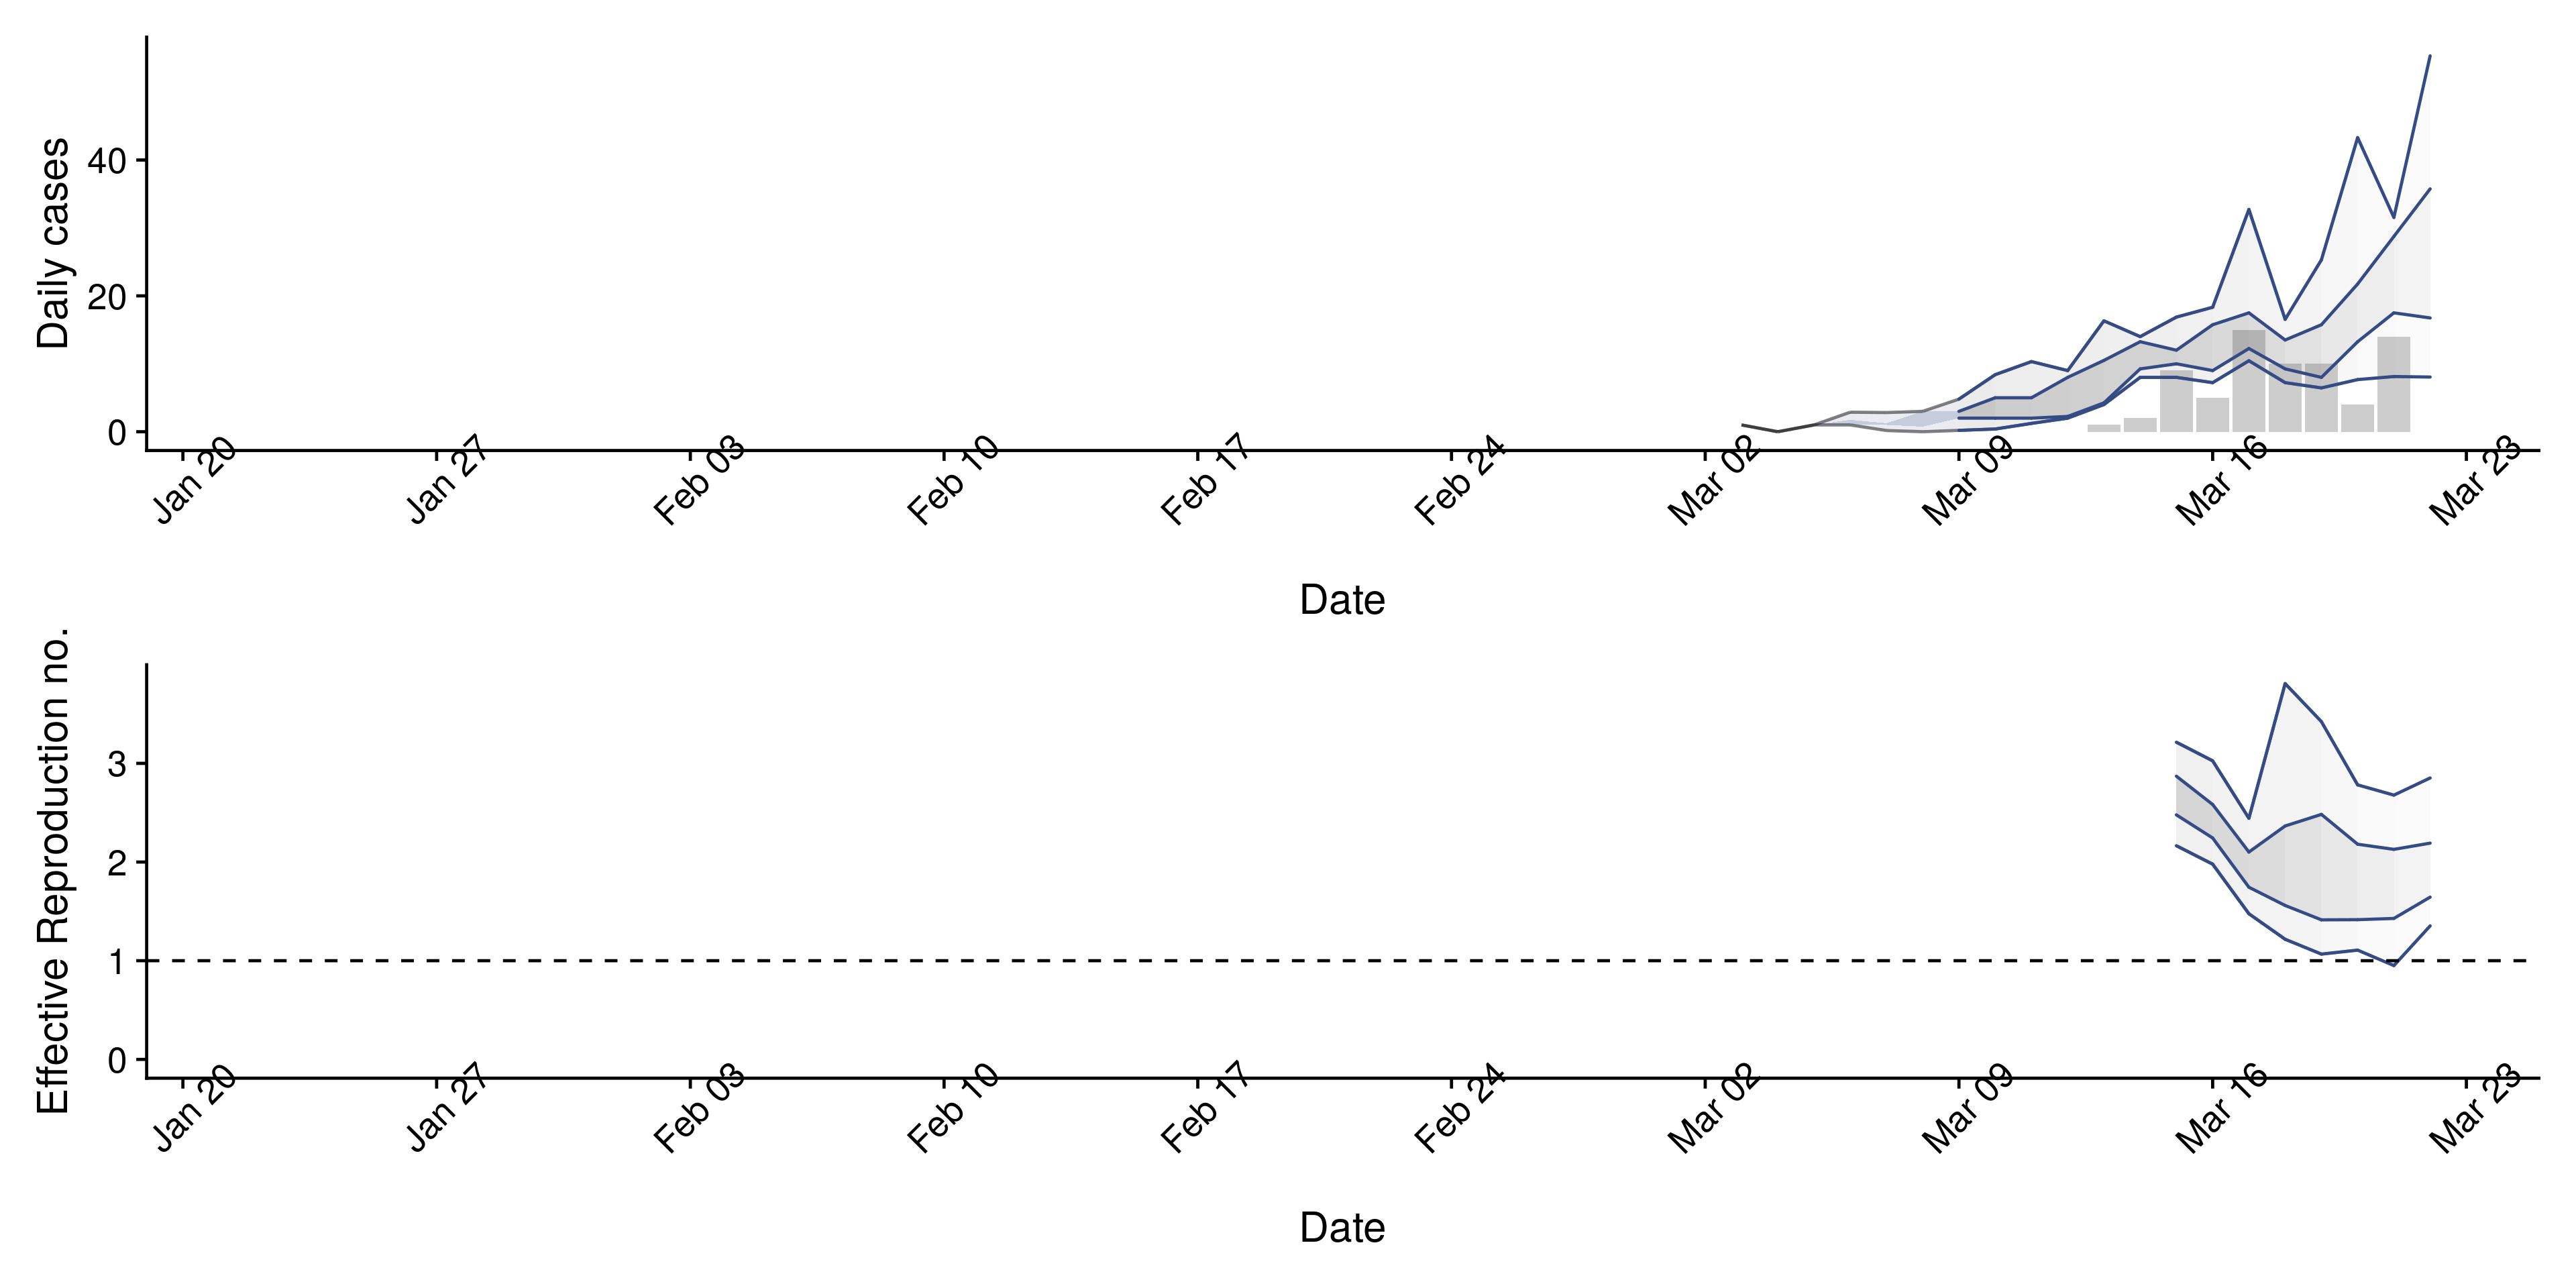 Daily cases
40
20
0
Jan 20
Jan 27
Feb 03
Feb 10
Feb 17
Feb 24
Mar 02
Mar 09
Mar 16
Mar 23
Date
Effective Reproduction no.
3
2
1
0
Jan 20
Jan 27
Feb 03
Feb 10
Feb 17
Feb 24
Mar 02
Mar 09
Mar 16
Mar 23
Date